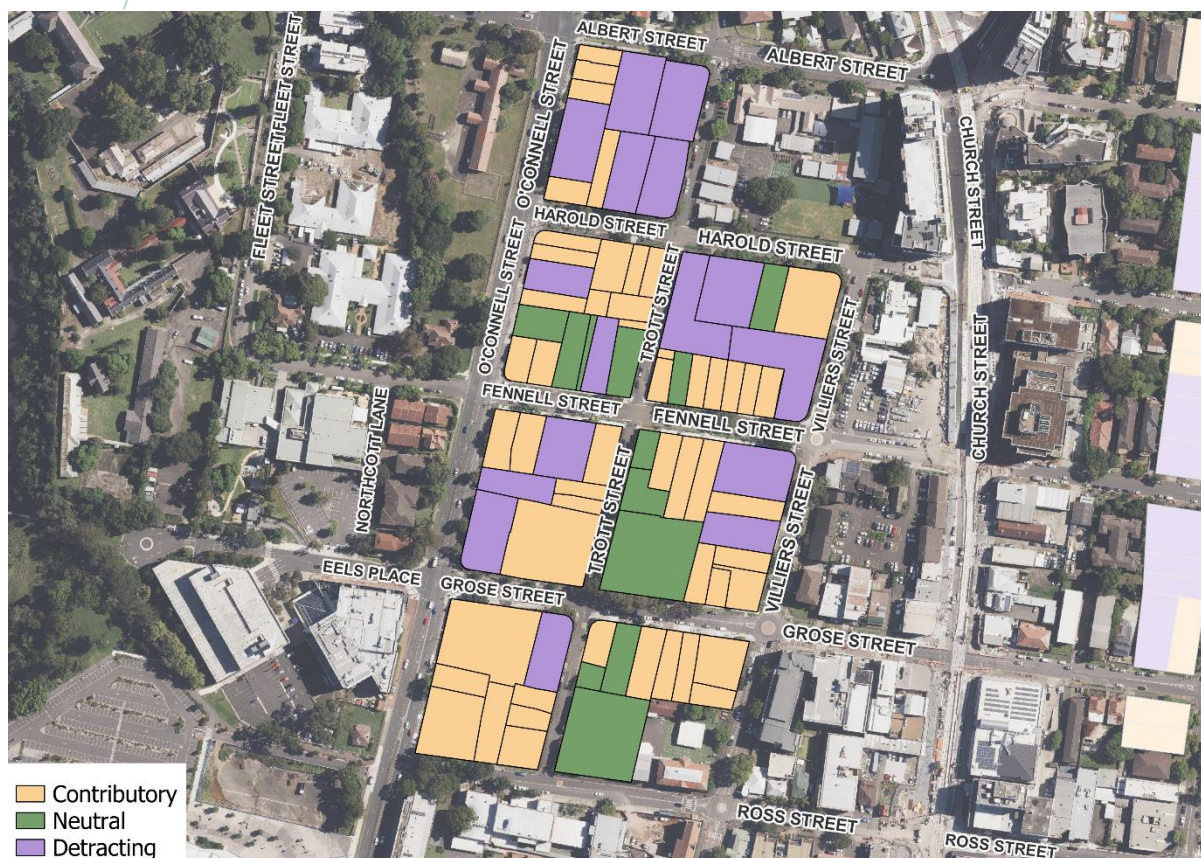 ALBERT STREET
ALBERT STREET
FLEET STREET
FLEET STREET
O'CONNELL STREET
CHURCH STREET
HAROLD STREET
HAROLD STREET
O'CONNELL STREET
TROTT STREET
VILLIERS STREET
CHURCH STREET
FENNELL STREET
FENNELL STREET
NORTHCOTT LANE
TROTT STREET
VILLIERS STREET
EELS PLACE
GROSE STREET
GROSE STREET
ROSS STREET
ROSS STREET
Contributory
Neutral
Detracting